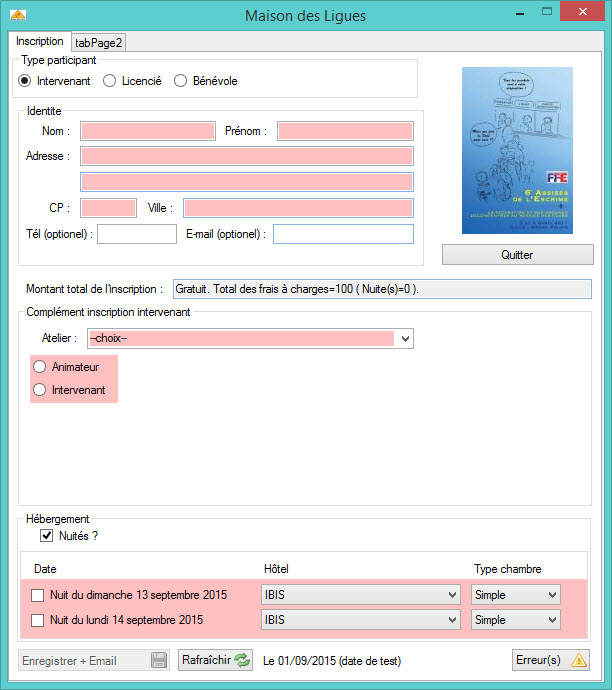 Maison des Ligues
Inscription tabPage2
Type participant
Intervenant Licencié Bénévole
Identite
Nom : Prénom :
Adresse :
CP : Ville :
Tél (optionel) : E-mail (optionel) :
FFE
6 Assises
de l'Escrime
Quitter
Montant total de l'inscription : Gratuit. Total des frais à charges=100 ( Nuite(s)=0 ).
Complément inscription intervenant
Atelier : --choix--
Animateur
Intervenant
Hébergement
Nuités ?
Date Hôtel Type chambre
Nuit du dimanche 13 septembre 2015 IBIS Simple
Nuit du lundi 14 septembre 2015 IBIS Simple
Enregistrer + Email Rafraîchir Le 01/09/2015 (date de test) Erreur(s)